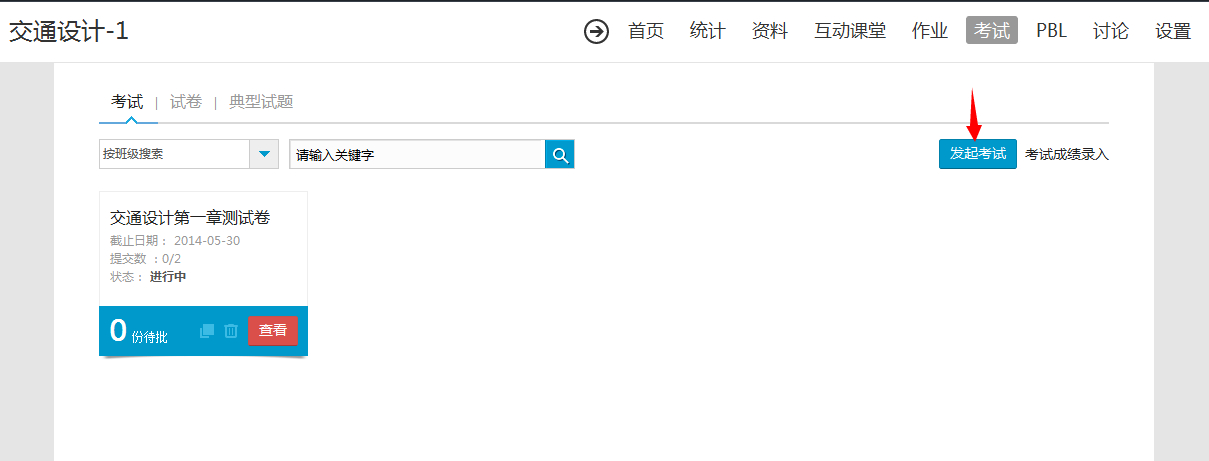 交通设计-1
首页 统计 资料 互动课堂 作业 考试 PBL 讨论 设置
考试 | 试卷 | 典型试题
按班级搜索 请输入关键字 发起考试 考试成绩录入
交通设计第一章测试卷
截止日期： 2014-05-30
提交数 ：0/2
状态： 进行中
0 份待批 查看